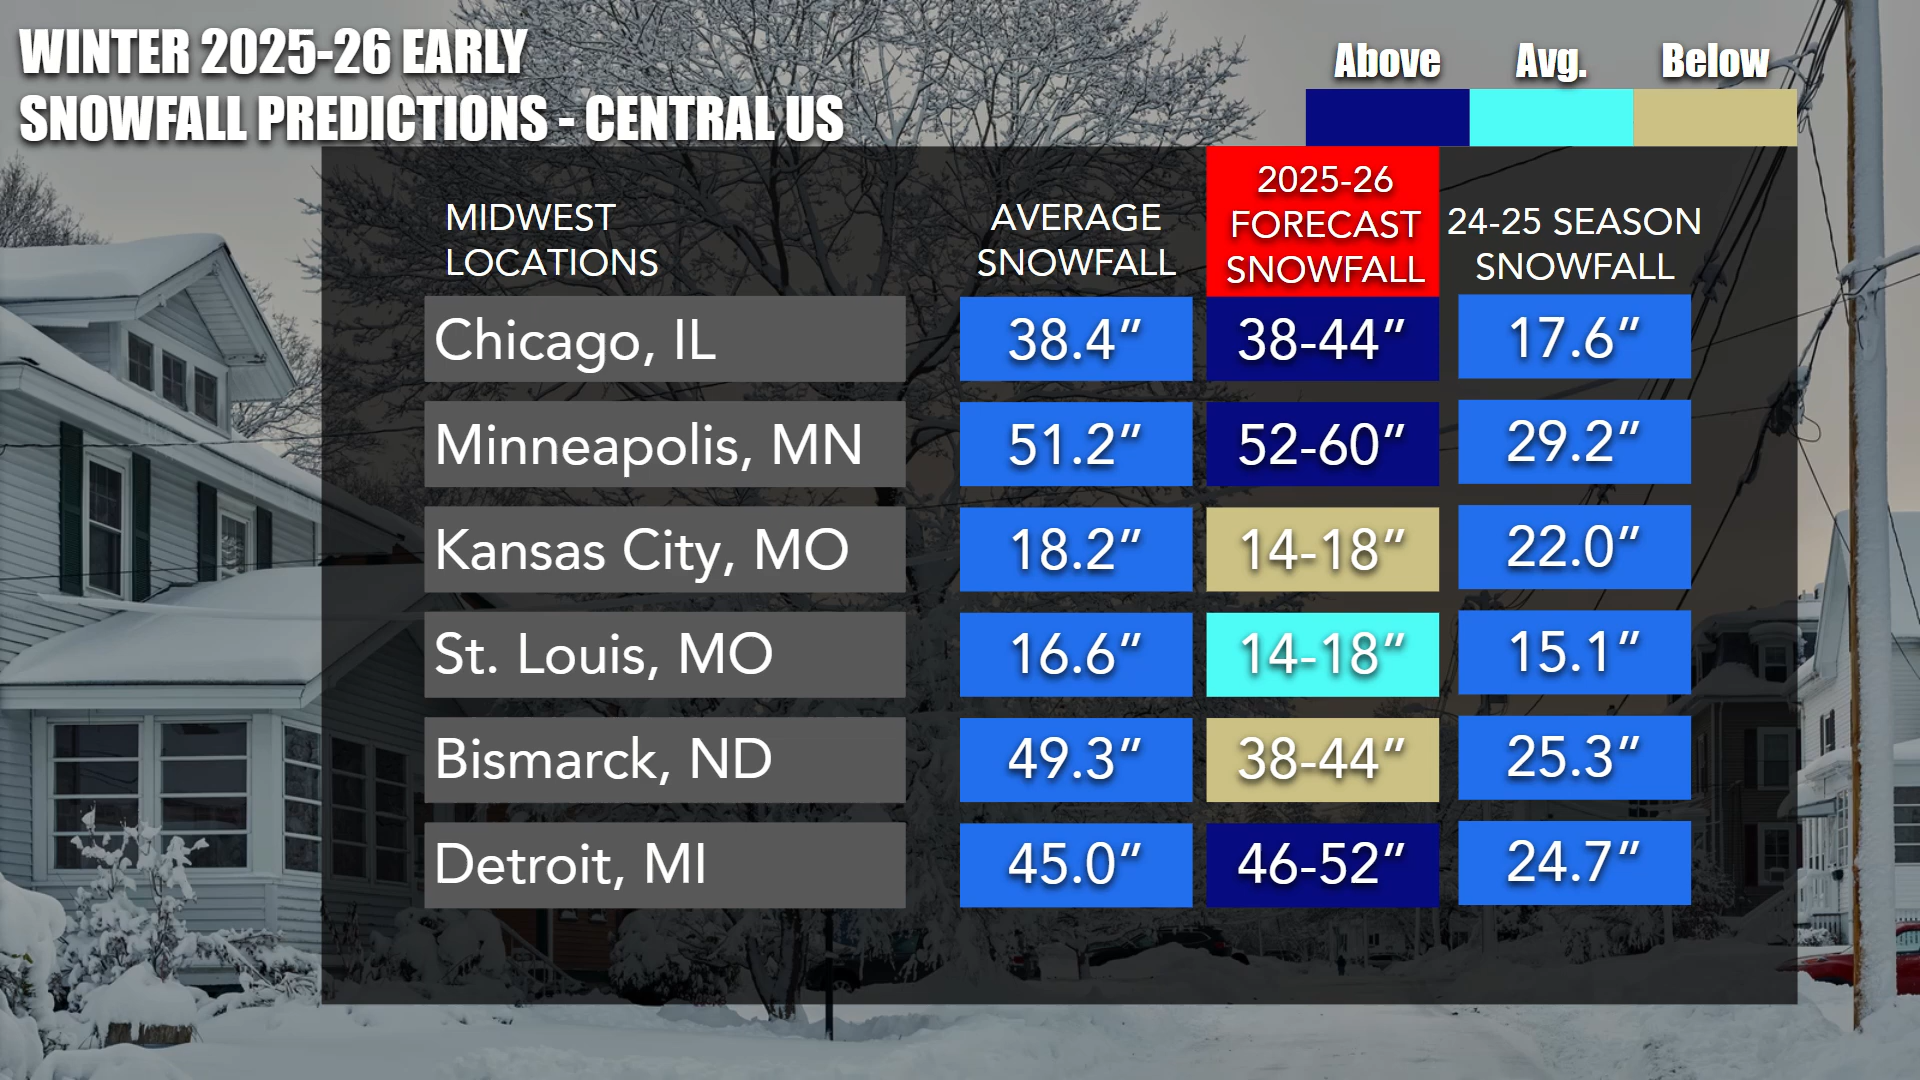 WINTER 2025-26 EARLY
SNOWFALL PREDICTIONS - CENTRAL US
Above Avg. Below
MIDWEST
LOCATIONS
AVERAGE
SNOWFALL
2025-26
FORECAST
SNOWFALL
24-25 SEASON
SNOWFALL
Chicago, IL 38.4” 38-44” 17.6”
Minneapolis, MN 51.2” 52-60” 29.2”
Kansas City, MO 18.2” 14-18” 22.0”
St. Louis, MO 16.6” 14-18” 15.1”
Bismarck, ND 49.3” 38-44” 25.3”
Detroit, MI 45.0” 46-52” 24.7”